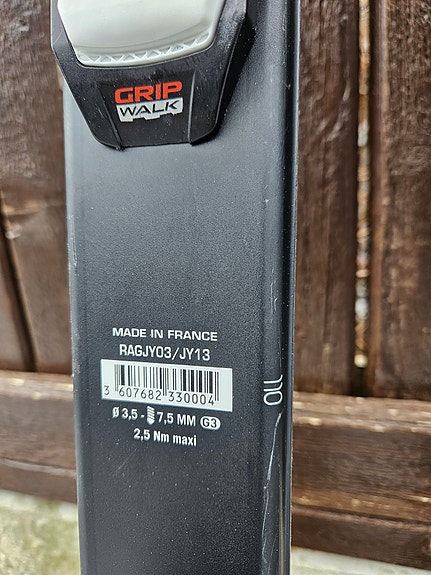 GRIP
WALK
MADE IN FRANCE
RAGJY03/JY13
3 607682 330004
Ø 3,5 - 7,5 MM G3
2,5 Nm maxi